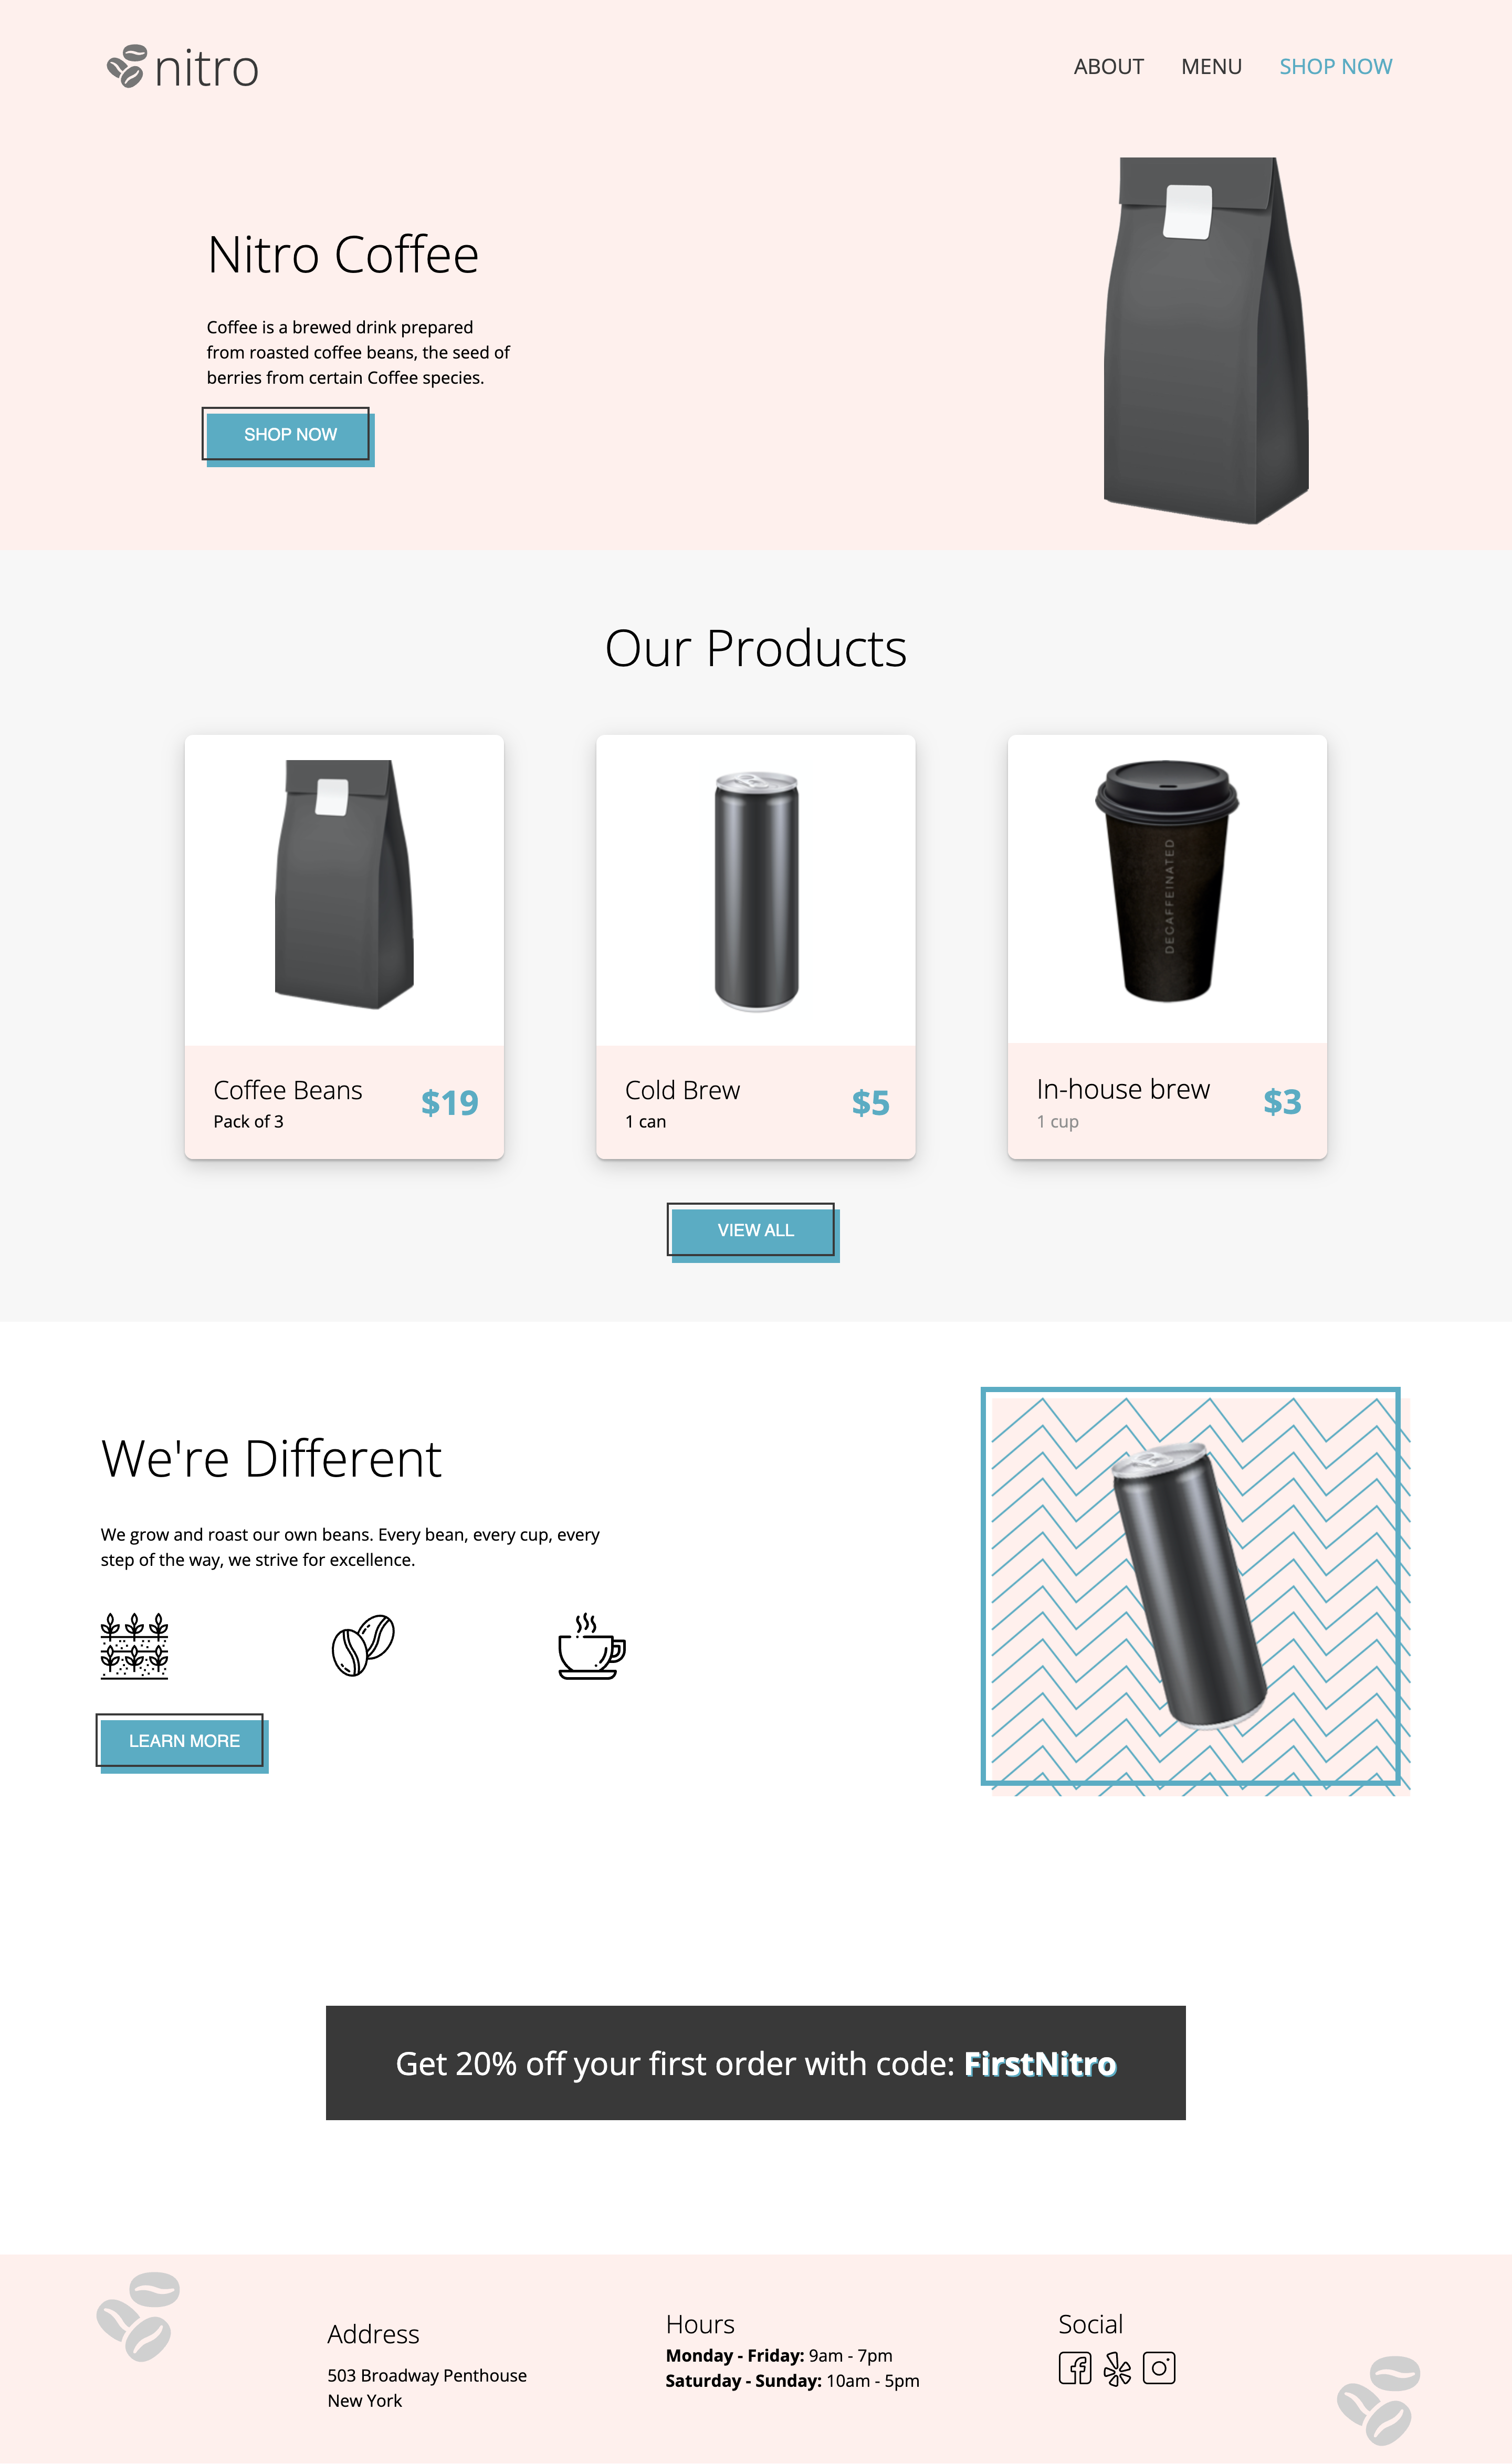 nitro
ABOUT MENU SHOP NOW
Nitro Coffee
Coffee is a brewed drink prepared
from roasted coffee beans, the seed of
berries from certain Coffee species.
SHOP NOW
Our Products
DECAFFEINATED
Coffee Beans
Pack of 3
$19
Cold Brew
1 can
$5
In-house brew
1 cup
$3
VIEW ALL
We're Different
We grow and roast our own beans. Every bean, every cup, every
step of the way, we strive for excellence.
LEARN MORE
Get 20% off your first order with code: FirstNitro
Address
503 Broadway Penthouse
New York
Hours
Monday - Friday: 9am - 7pm
Saturday - Sunday: 10am - 5pm
Social